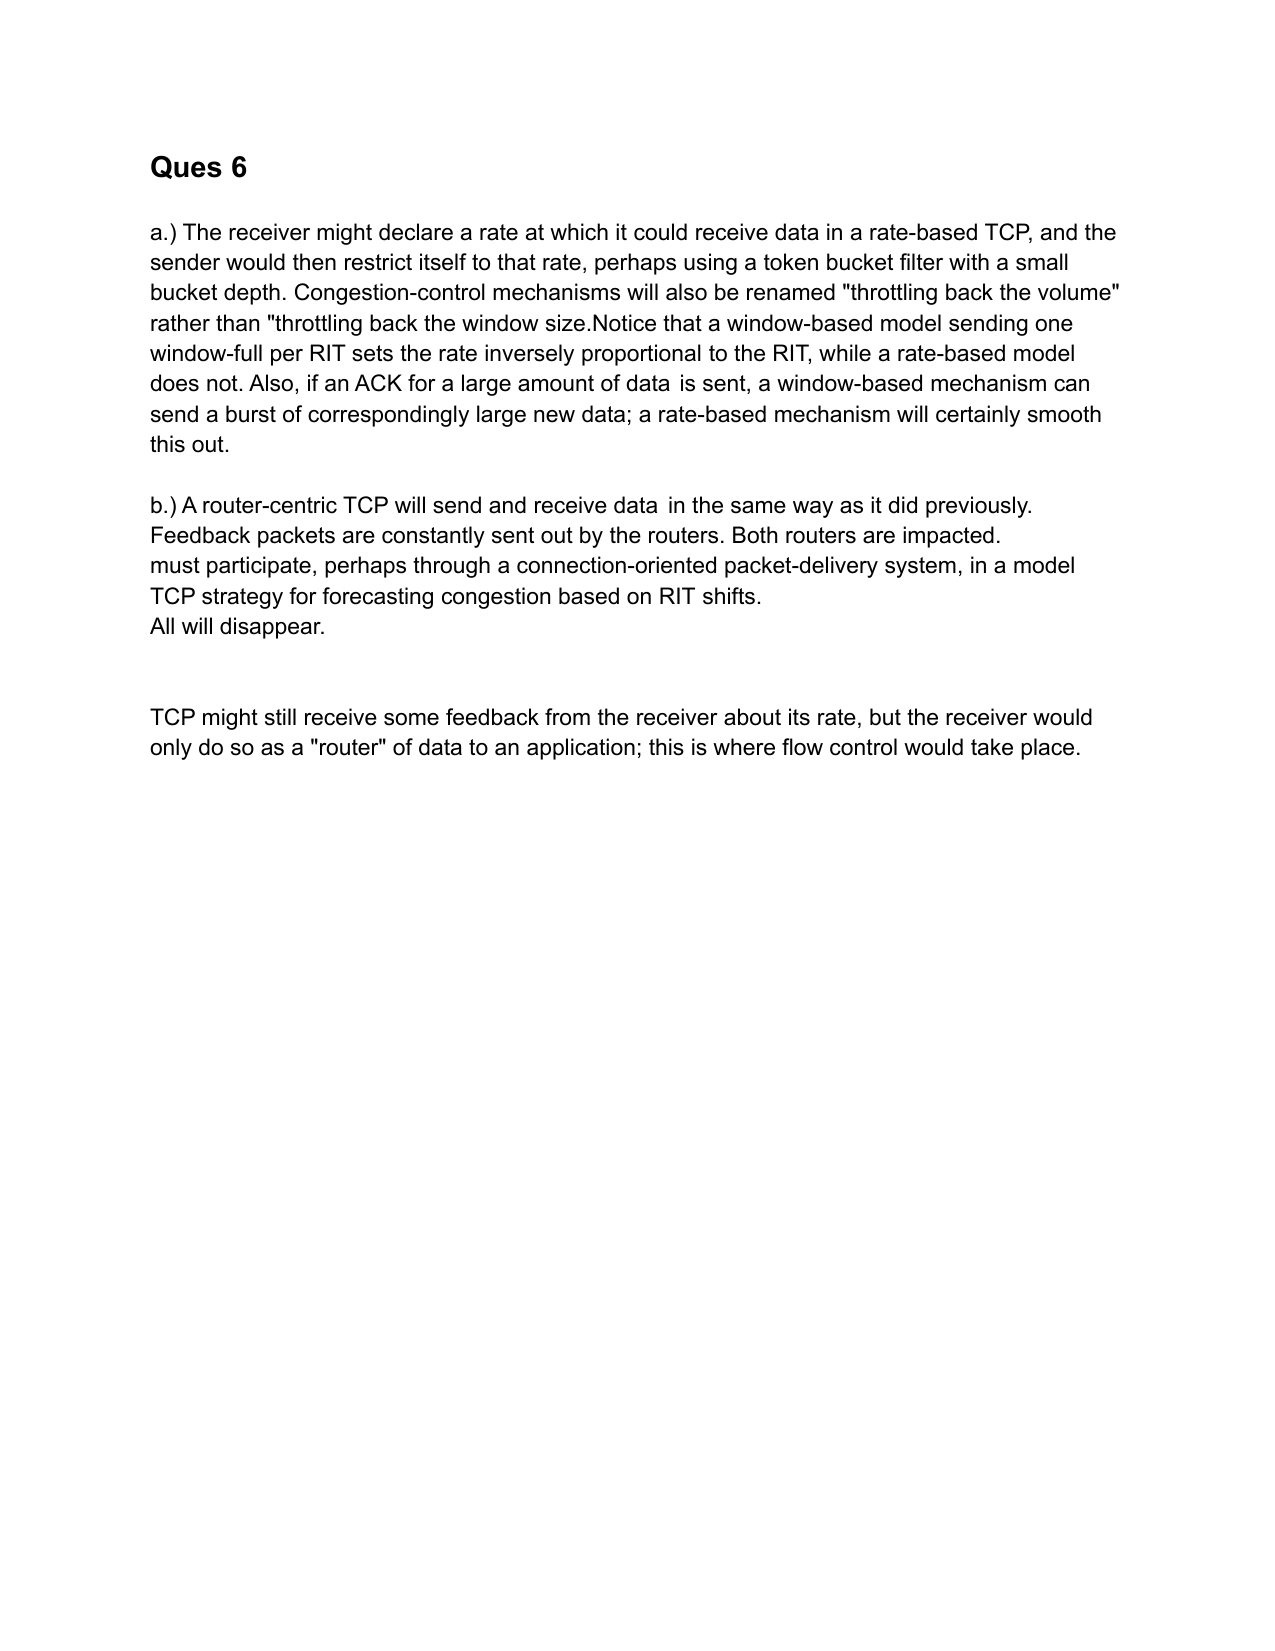 Ques 6
a.) The receiver might declare a rate at which it could receive data in a rate-based TCP, and the
sender would then restrict itself to that rate, perhaps using a token bucket filter with a small
bucket depth. Congestion-control mechanisms will also be renamed "throttling back the volume"
rather than "throttling back the window size.Notice that a window-based model sending one
window-full per RIT sets the rate inversely proportional to the RIT, while a rate-based model
does not. Also, if an ACK for a large amount of data is sent, a window-based mechanism can
send a burst of correspondingly large new data; a rate-based mechanism will certainly smooth
this out.
b.) A router-centric TCP will send and receive data in the same way as it did previously.
Feedback packets are constantly sent out by the routers. Both routers are impacted.
must participate, perhaps through a connection-oriented packet-delivery system, in a model
TCP strategy for forecasting congestion based on RIT shifts.
All will disappear.
TCP might still receive some feedback from the receiver about its rate, but the receiver would
only do so as a "router" of data to an application; this is where flow control would take place.